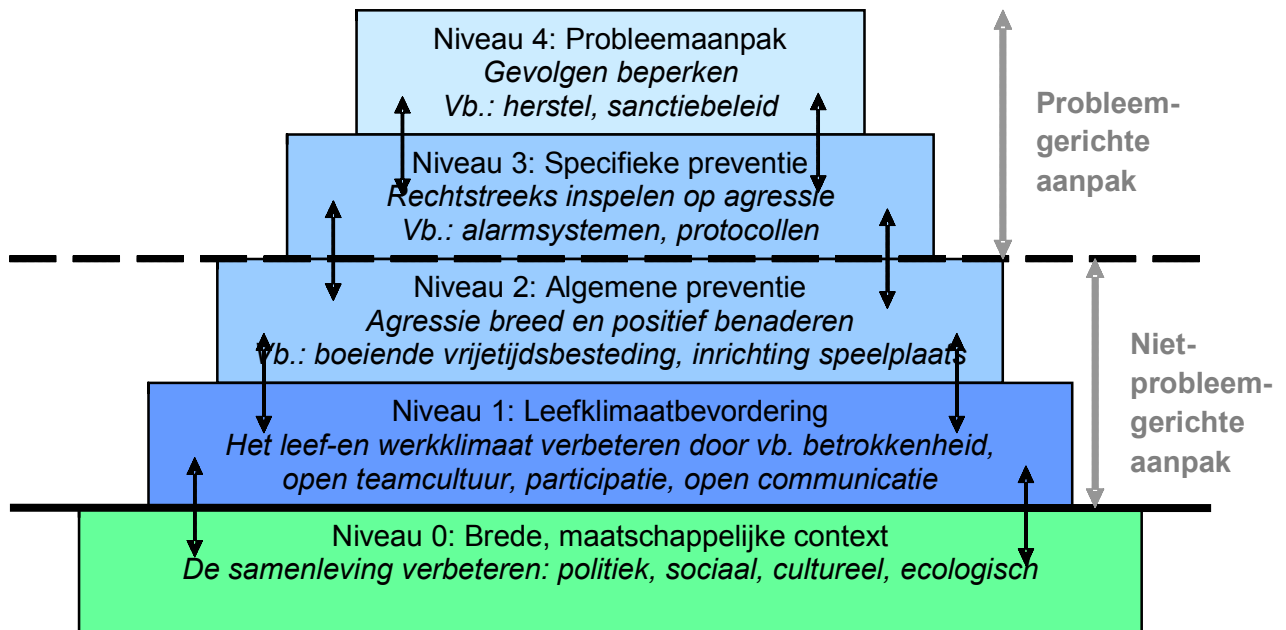 Niveau 4: Probleemaanpak
Gevolgen beperken
Vb.: herstel, sanctiebeleid
Niveau 3: Specifieke preventie
Rechtstreeks inspelen op agressie
Vb.: alarmsystemen, protocollen
Niveau 2: Algemene preventie
Agressie breed en positief benaderen
Vb.: boeiende vrijetijdsbesteding, inrichting speelplaats
Niveau 1: Leefklimaatbevordering
Het leef-en werkklimaat verbeteren door vb. betrokkenheid,
open teamcultuur, participatie, open communicatie
Niveau 0: Brede, maatschappelijke context
De samenleving verbeteren: politiek, sociaal, cultureel, ecologisch
Probleem-
gerichte
aanpak
Niet-
probleem-
gerichte
aanpak